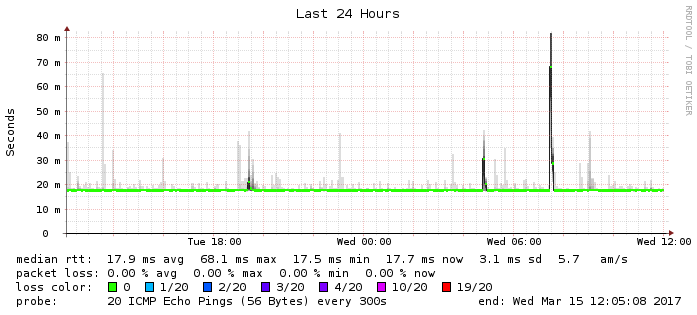 Last 24 Hours
RRDTOOL / TOBI OETIKER
Seconds
80 m
70 m
60 m
50 m
40 m
30 m
20 m
10 m
0
Tue 18:00 Wed 00:00 Wed 06:00 Wed 12:00
median rtt: 17.9 ms avg 68.1 ms max 17.5 ms min 17.7 ms now 3.1 ms sd 5.7 am/s
packet loss: 0.00 % avg 0.00 % max 0.00 % min 0.00 % now
loss color: 0 1/20 2/20 3/20 4/20 10/20 19/20
probe: 20 ICMP Echo Pings (56 Bytes) every 300s end: Wed Mar 15 12:05:08 2017